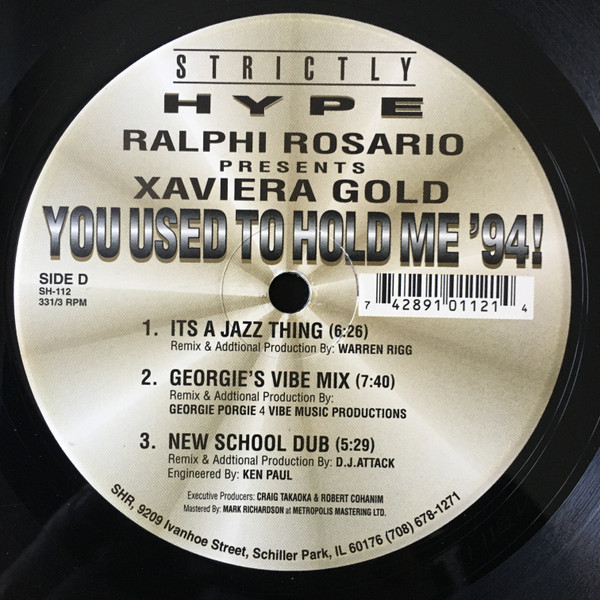 STRICTLY
HYPE
RALPHI ROSARIO
PRESENTS
XAVIERA GOLD
YOU USED TO HOLD ME '94!
SIDE D
SH-112
331/3 RPM
7 42891 01121 4
1. ITS A JAZZ THING (6:26)
Remix & Addtional Production By: WARREN RIGG
2. GEORGIE'S VIBE MIX (7:40)
Remix & Addtional Production By:
GEORGIE PORGIE 4 VIBE MUSIC PRODUCTIONS
3. NEW SCHOOL DUB (5:29)
Remix & Addtional Production By: D.J.ATTACK
Engineered By: KEN PAUL
Executive Producers: CRAIG TAKAOKA & ROBERT COHANIM
Mastered By: MARK RICHARDSON at METROPOLIS MASTERING LTD.
SHR, 9209 Ivanhoe Street, Schiller Park, IL 60176 (708) 678-1271